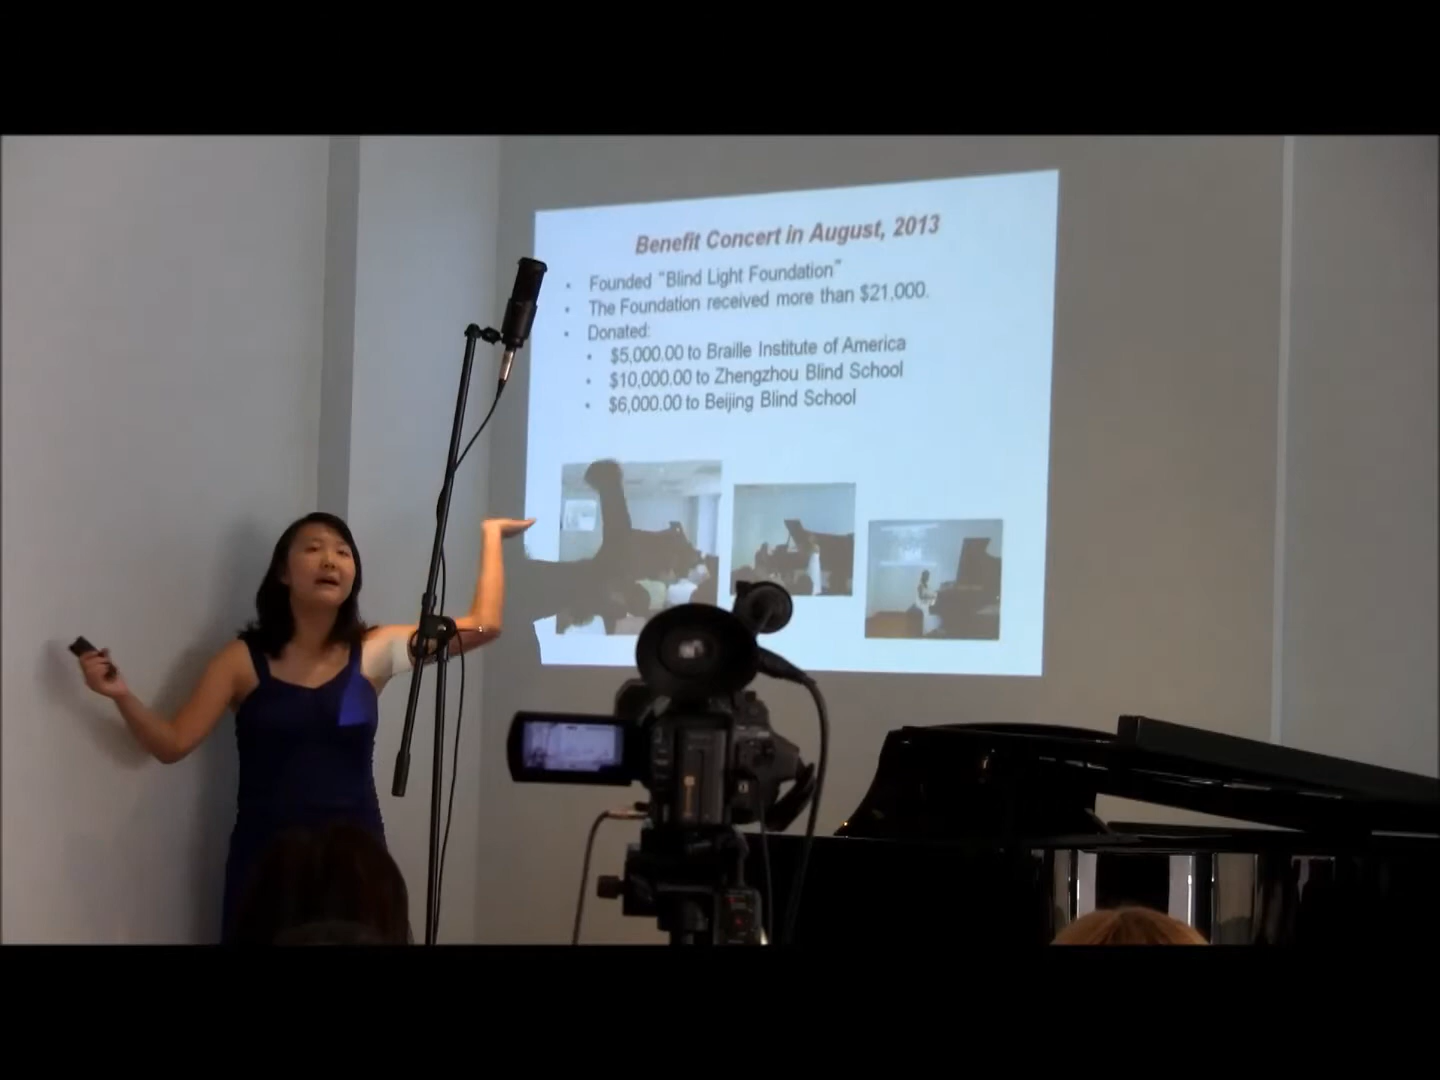 Benefit Concert in August, 2013
• Founded "Blind Light Foundation"
• The Foundation received more than $21,000.
• Donated:
• $5,000.00 to Braille Institute of America
• $10,000.00 to Zhengzhou Blind School
• $6,000.00 to Beijing Blind School